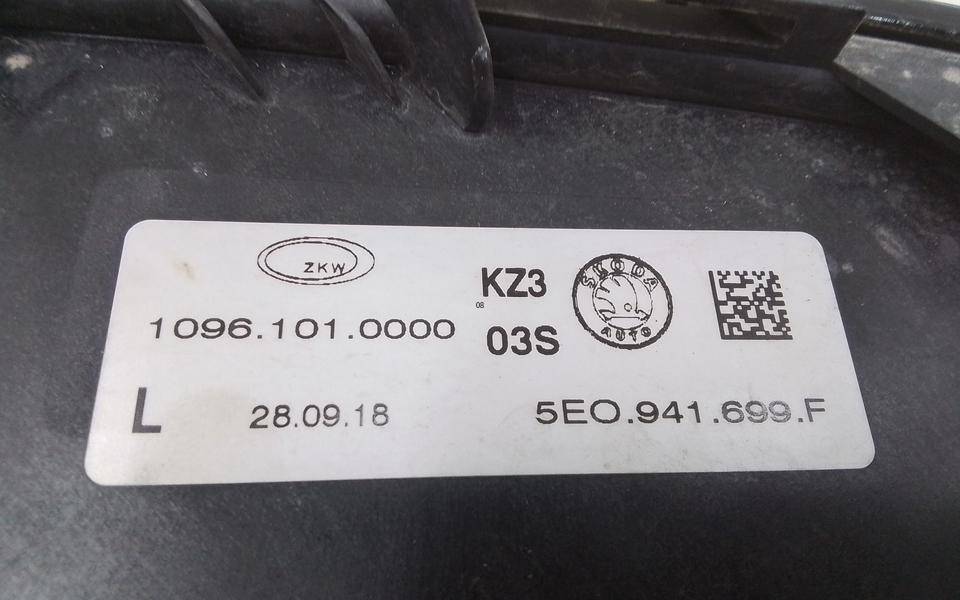 ZKW
KZ3
08
03S
SKODA
AUTO
1096.101.0000
L
28.09.18
5E0.941.699.F